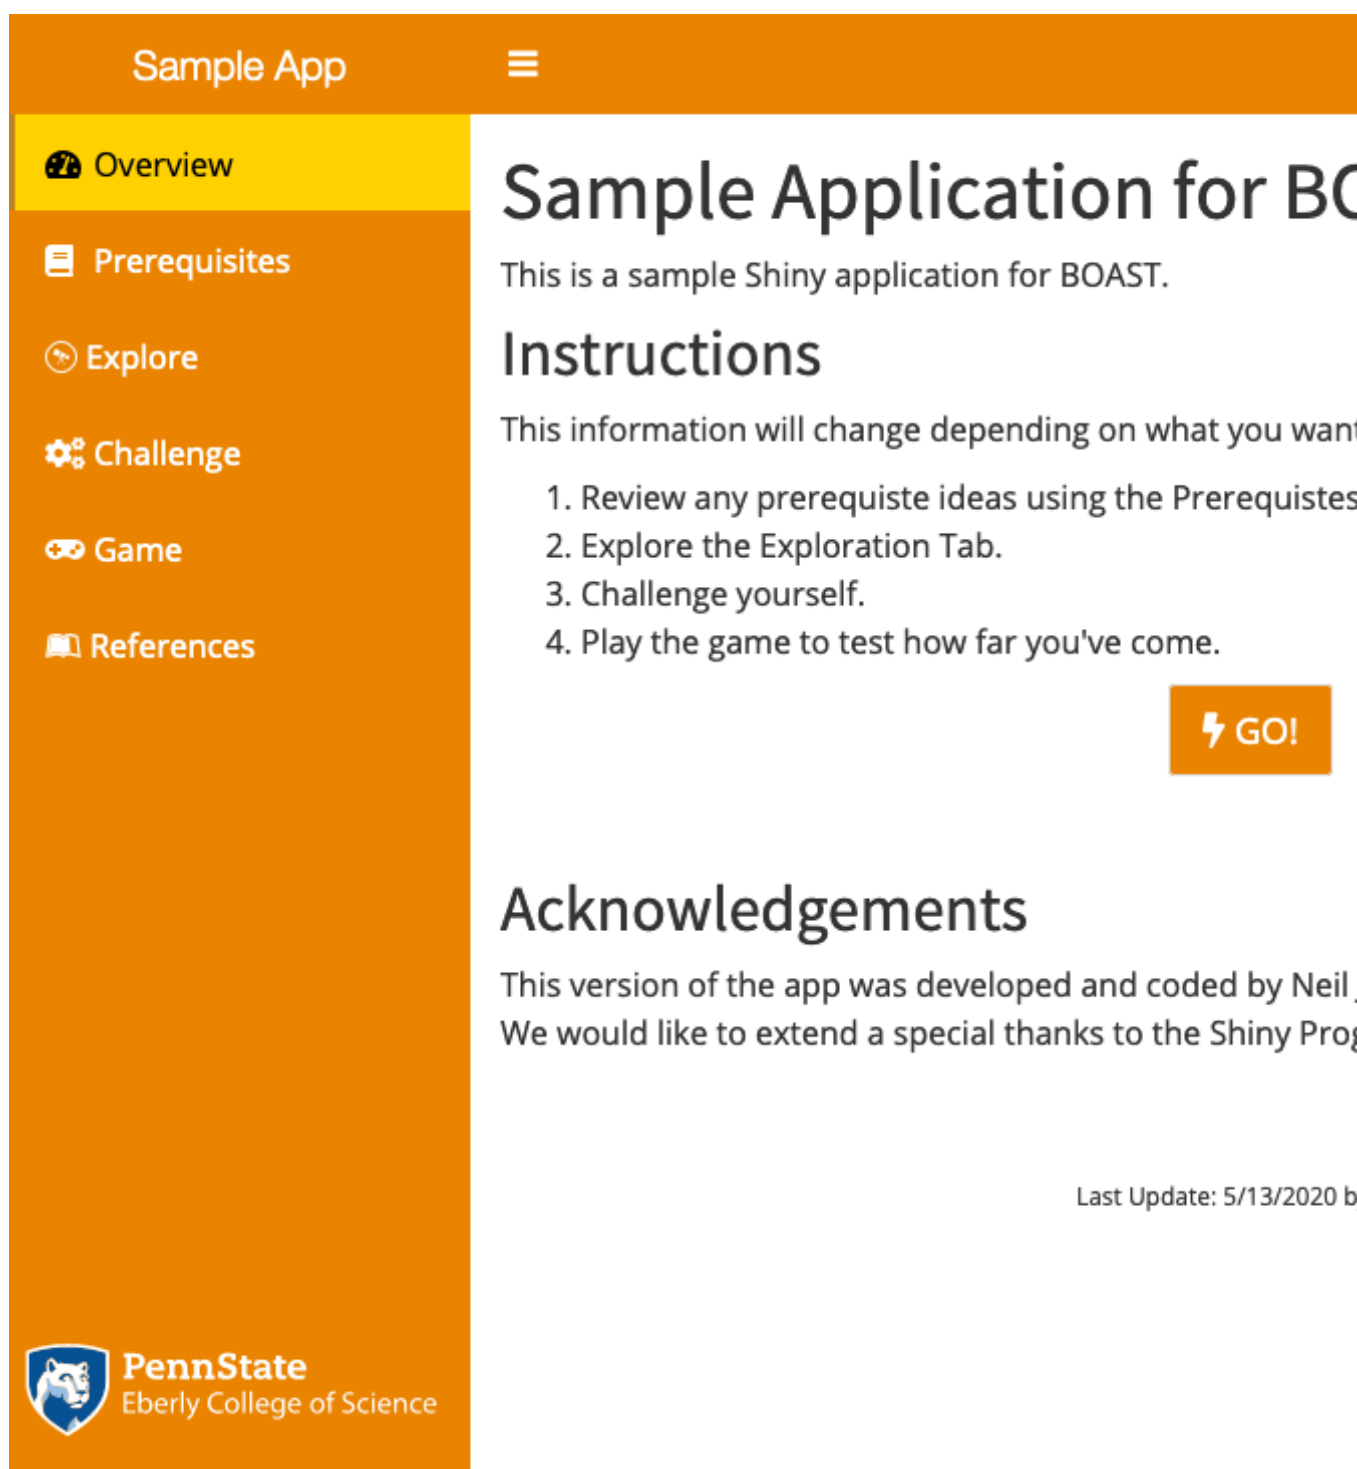 Sample App
Overview
Prerequisites
Explore
Challenge
Game
References
PennState
Eberly College of Science
Sample Application for BO
This is a sample Shiny application for BOAST.
Instructions
This information will change depending on what you want
1. Review any prerequiste ideas using the Prerequistes
2. Explore the Exploration Tab.
3. Challenge yourself.
4. Play the game to test how far you've come.
GO!
Acknowledgements
This version of the app was developed and coded by Neil
We would like to extend a special thanks to the Shiny Prog
Last Update: 5/13/2020 b